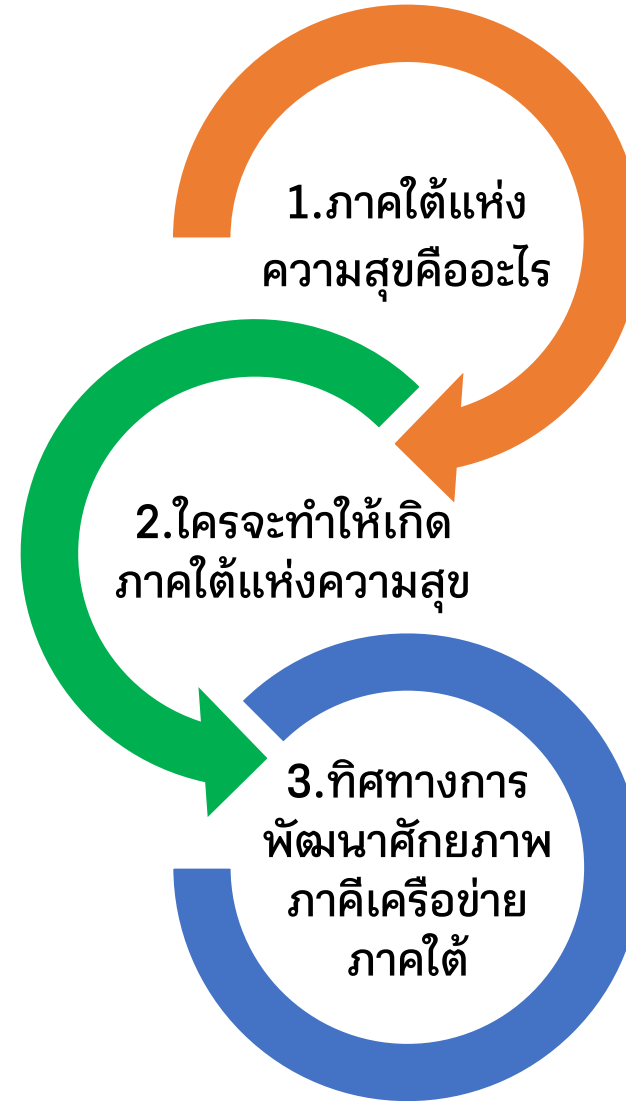 1.ภาคใต้แห่ง
ความสุขคืออะไร
2.ใครจะทำให้เกิด
ภาคใต้แห่งความสุข
3.ทิศทางการ
พัฒนาศักยภาพ
ภาคีเครือข่าย
ภาคใต้